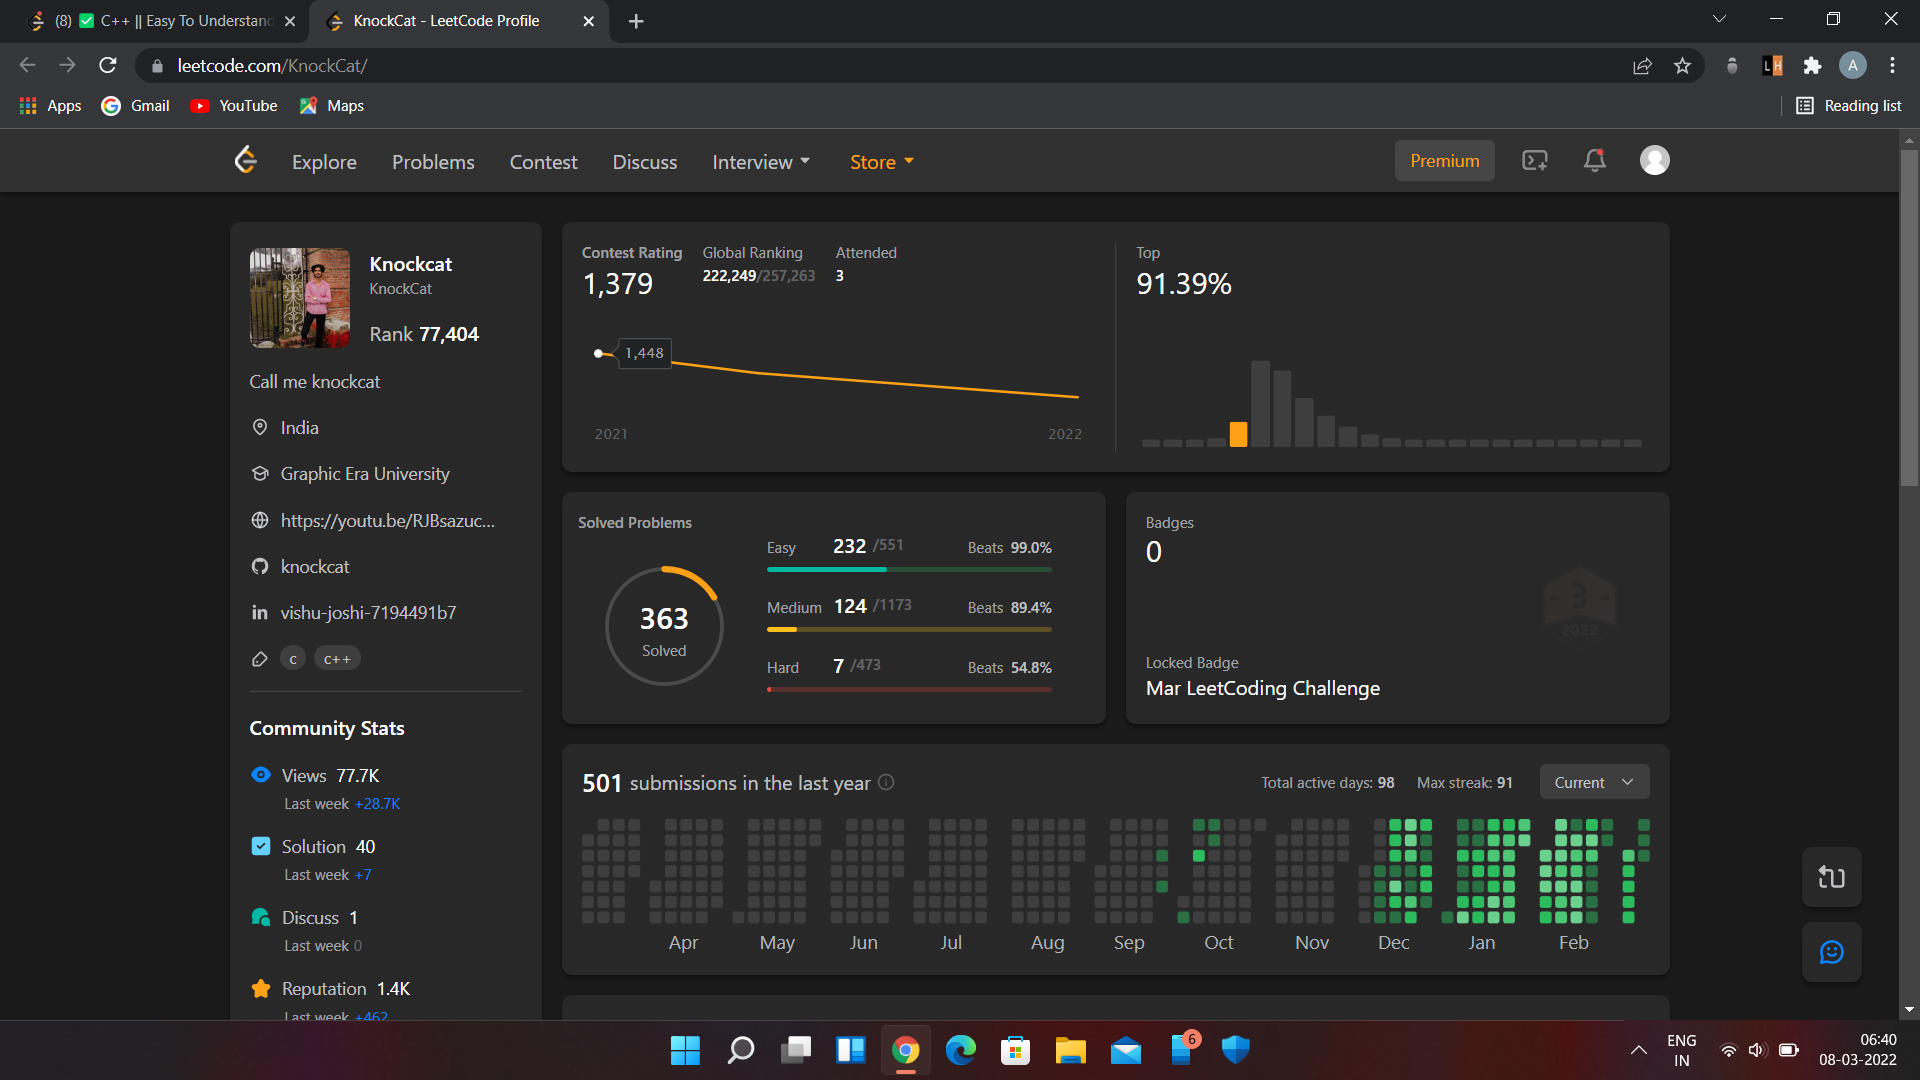 (8) ✅ C++ || Easy To Understand
KnockCat - LeetCode Profile
leetcode.com/KnockCat/
A
Apps
Gmail
YouTube
Maps
Reading list
Explore
Problems
Contest
Discuss
Interview
Store
Premium
Knockcat
KnockCat
Rank 77,404
Call me knockcat
India
Graphic Era University
https://youtu.be/RJBsazuc...
knockcat
vishu-joshi-7194491b7
c c++
Community Stats
Views 77.7K
Last week +28.7K
Solution 40
Last week +7
Discuss 1
Last week 0
Reputation 1.4K
Last week +462
Contest Rating
1,379
Global Ranking
222,249/257,263
Attended
3
1,448
2021 2022
Top
91.39%
Solved Problems
363
Solved
Easy 232 /551 Beats 99.0%
Medium 124 /1173 Beats 89.4%
Hard 7 /473 Beats 54.8%
Badges
0
3
2022
Locked Badge
Mar LeetCoding Challenge
501 submissions in the last year
Total active days: 98 Max streak: 91 Current
Apr May Jun Jul Aug Sep Oct Nov Dec Jan Feb
6
ENG
IN
06:40
08-03-2022